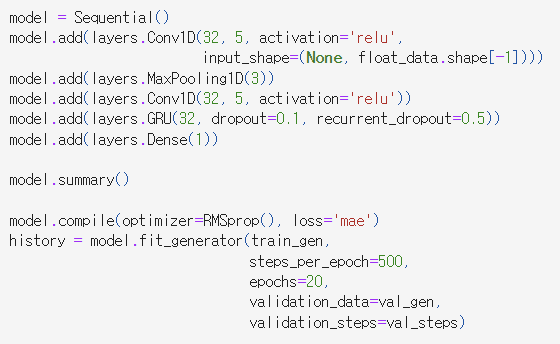 model = Sequential()
model.add(layers.Conv1D(32, 5, activation='relu',
                        input_shape=(None, float_data.shape[-1])))
model.add(layers.MaxPooling1D(3))
model.add(layers.Conv1D(32, 5, activation='relu'))
model.add(layers.GRU(32, dropout=0.1, recurrent_dropout=0.5))
model.add(layers.Dense(1))

model.summary()

model.compile(optimizer=RMSprop(), loss='mae')
history = model.fit_generator(train_gen,
                              steps_per_epoch=500,
                              epochs=20,
                              validation_data=val_gen,
                              validation_steps=val_steps)